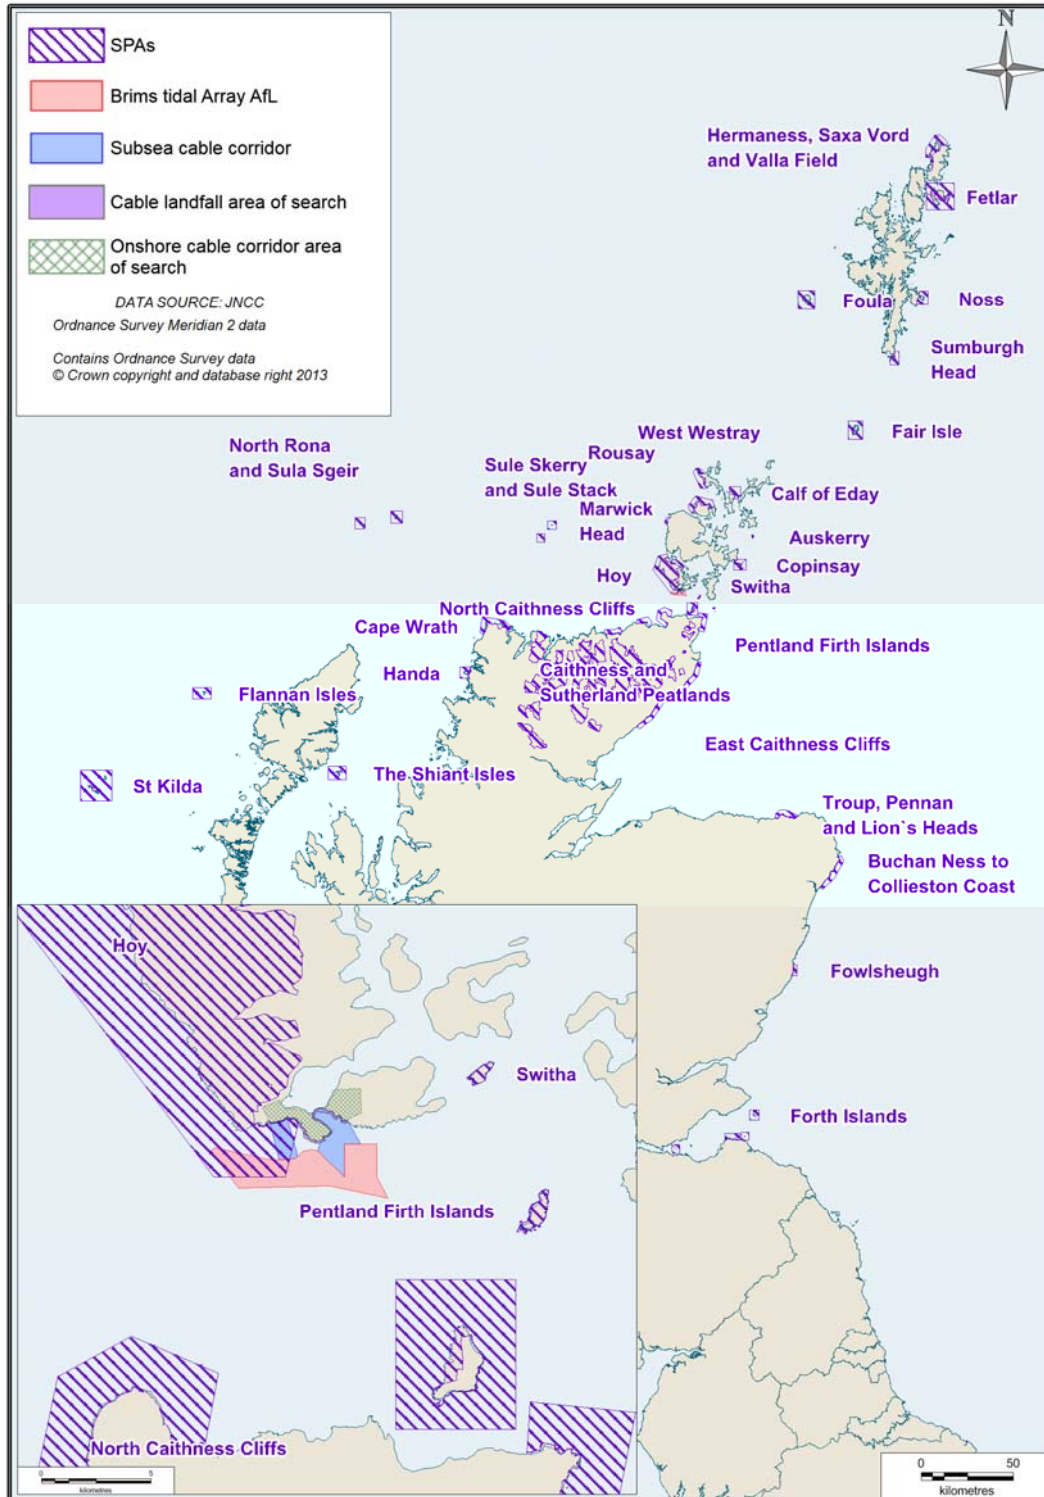 SPAs
Brims tidal Array AfL
Subsea cable corridor
Cable landfall area of search
Onshore cable corridor area
of search
DATA SOURCE: JNCC
Ordnance Survey Meridian 2 data
Contains Ordnance Survey data
© Crown copyright and database right 2013
N
Hermaness, Saxa Vord
and Valla Field
Fetlar
Foula
Noss
Sumburgh
Head
Fair Isle
West Westray
Rousay
North Rona
and Sula Sgeir
Sule Skerry
and Sule Stack
Marwick
Head
Calf of Eday
Auskerry
Copinsay
Hoy
Switha
North Caithness Cliffs
Cape Wrath
Pentland Firth Islands
Handa
Caithness and
Sutherland Peatlands
Flannan Isles
East Caithness Cliffs
The Shiant Isles
St Kilda
Troup, Pennan
and Lion`s Heads
Buchan Ness to
Collieston Coast
Hoy
Fowlsheugh
Switha
Forth Islands
Pentland Firth Islands
North Caithness Cliffs
0 5
kilometres
0 50
kilometres